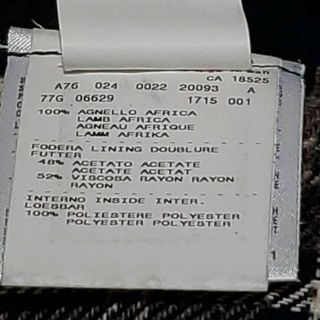 CA 18525
A76 024 0022 20093 A
77G 06629 1715 001
100% AGNELLO AFRICA
LAMB AFRICA
AGNEAU AFRIQUE
LAMM AFRIKA
FODERA LINING DOUBLURE
FUTTER
48% ACETATO ACETATE
ACETATE ACETAT
52% VISCOSA RAYON RAYON
RAYON
INTERNO INSIDE INTER.
LOESBAR
100% POLIESTERE POLYESTER
POLYESTER POLYESTER